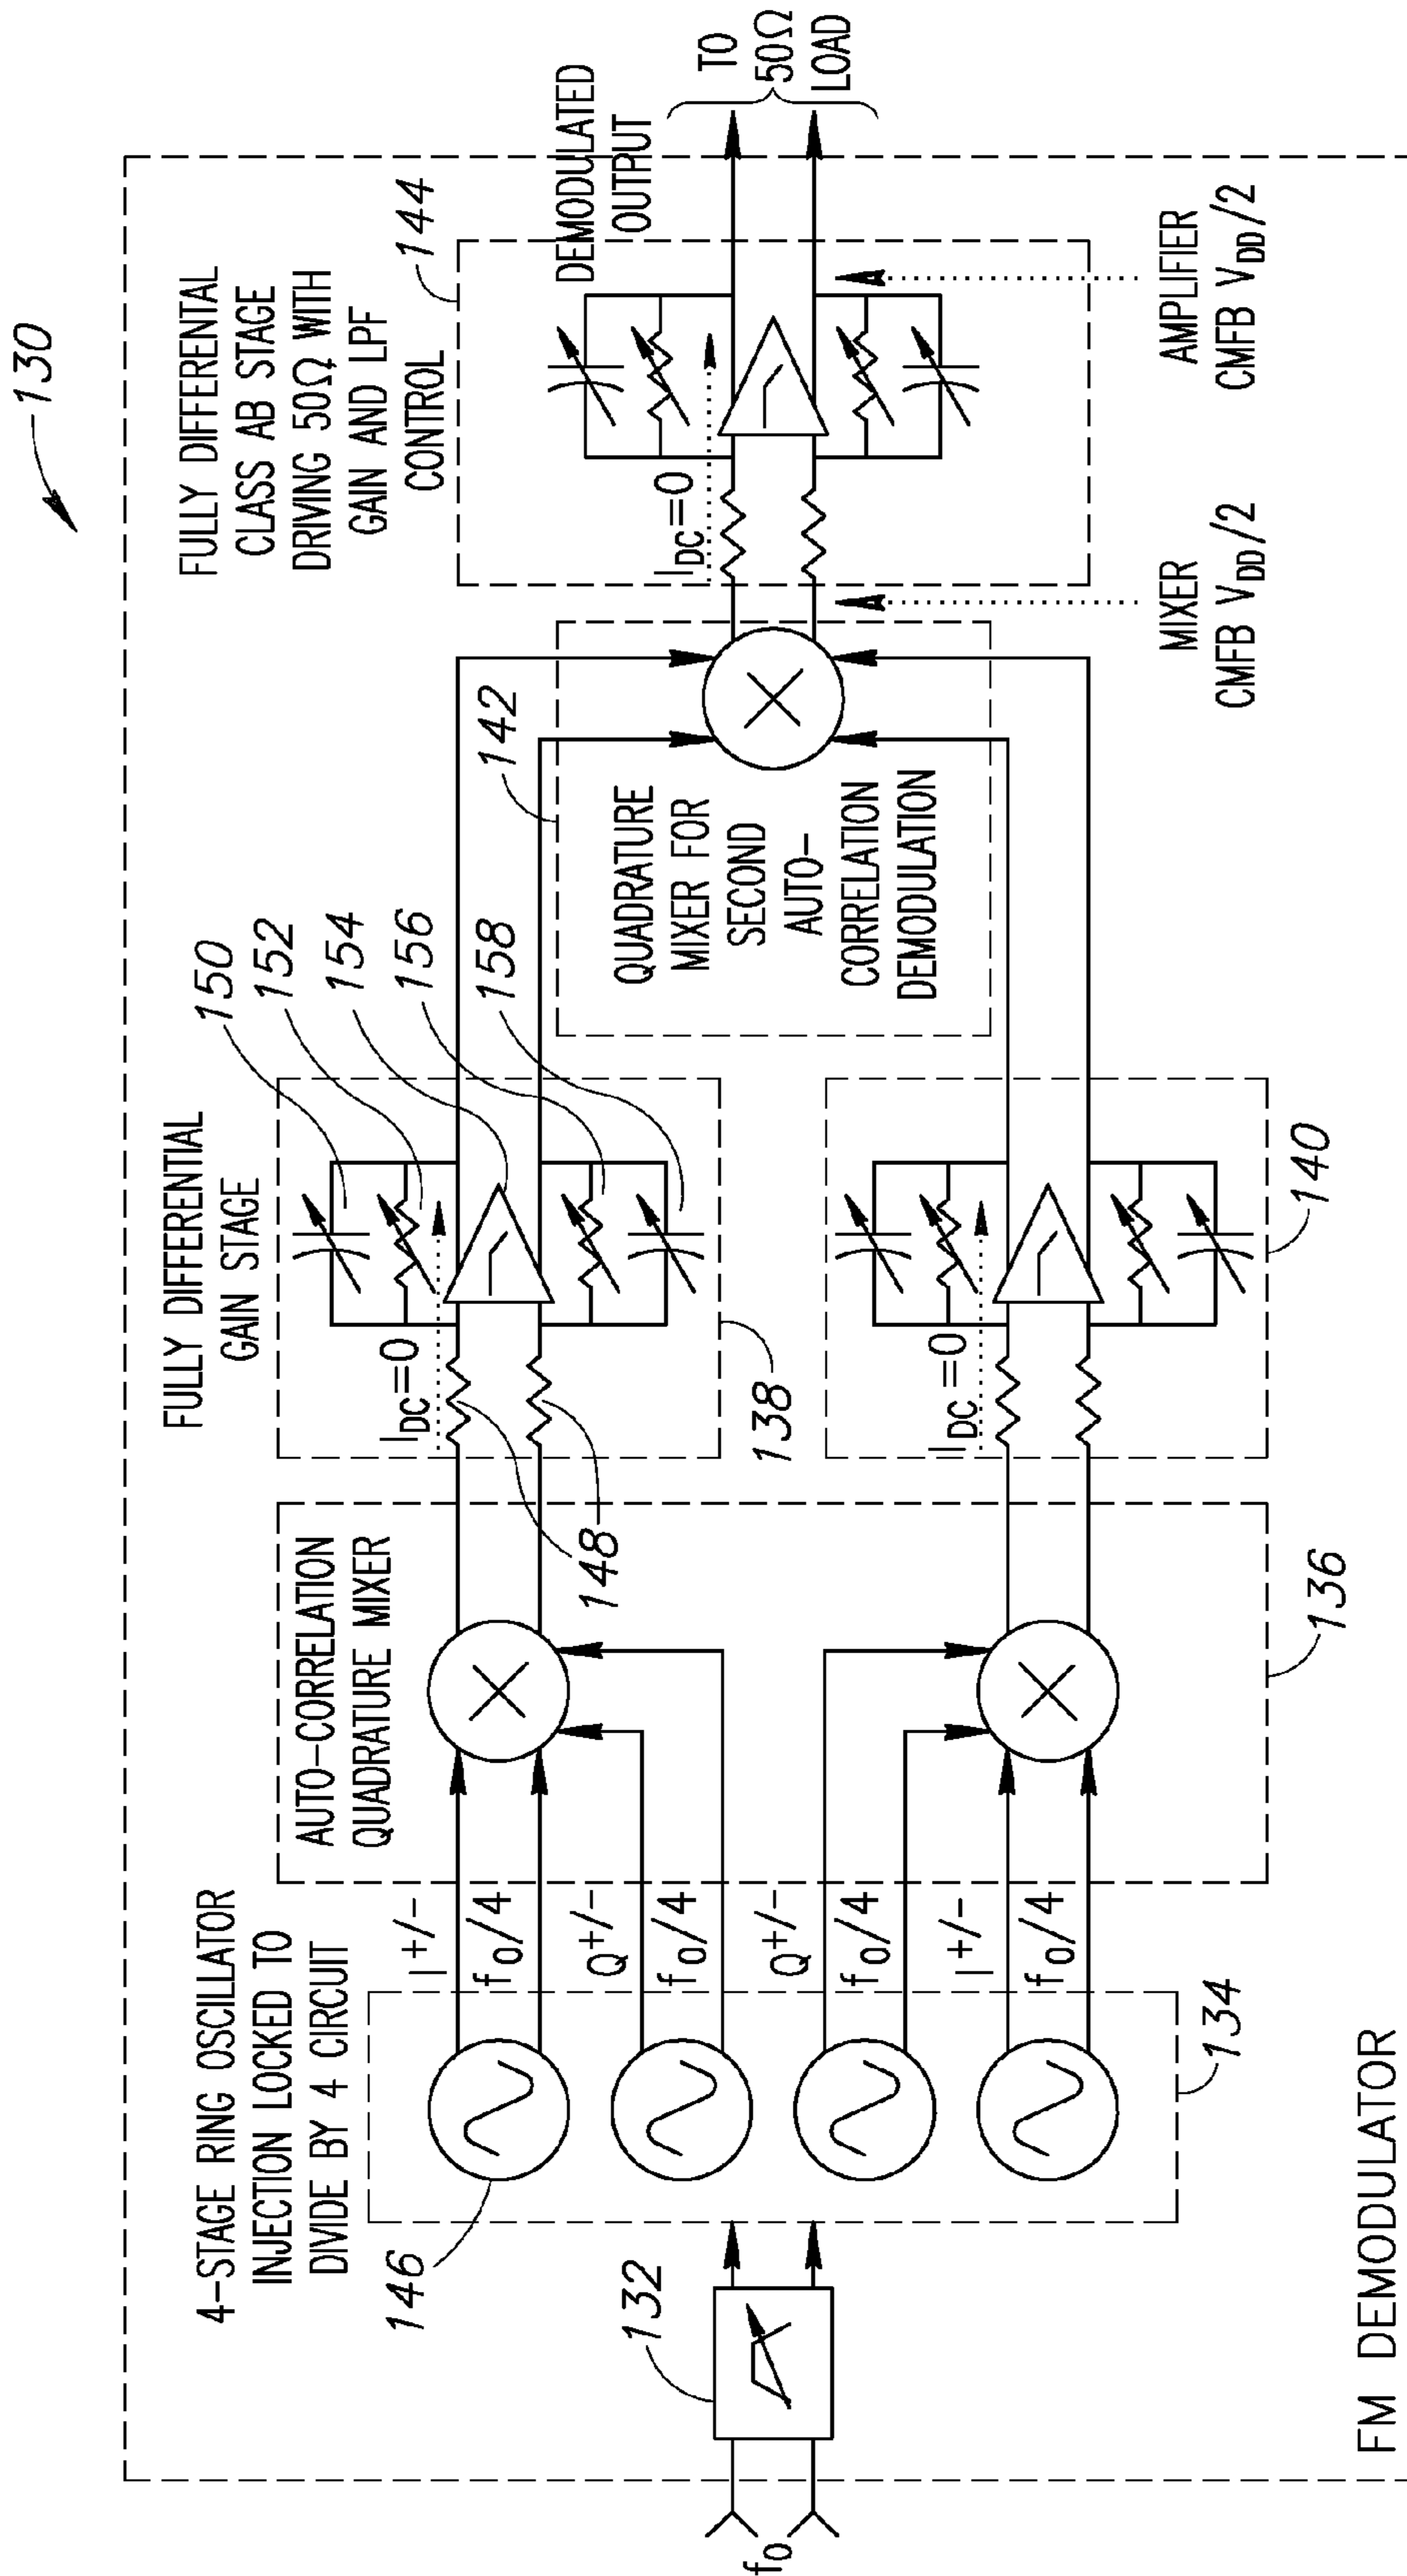 130
FULLY DIFFERENTIAL
CLASS AB STAGE
DRIVING 50Ω WITH
GAIN AND LPF
CONTROL
144
DEMODULATED
OUTPUT
TO
50Ω
LOAD
I_DC=0
AMPLIFIER
CMFB V_DD/2
MIXER
CMFB V_DD/2
142
QUADRATURE
MIXER FOR
SECOND
AUTO-
CORRELATION
DEMODULATION
150
152
154
156
158
FULLY DIFFERENTIAL
GAIN STAGE
I_DC=0
138
148
I_DC=0
140
AUTO-CORRELATION
QUADRATURE MIXER
136
4-STAGE RING OSCILLATOR
INJECTION LOCKED TO
DIVIDE BY 4 CIRCUIT
I+/-
f0/4
Q+/-
f0/4
Q+/-
f0/4
I+/-
f0/4
134
146
132
f0
FM DEMODULATOR